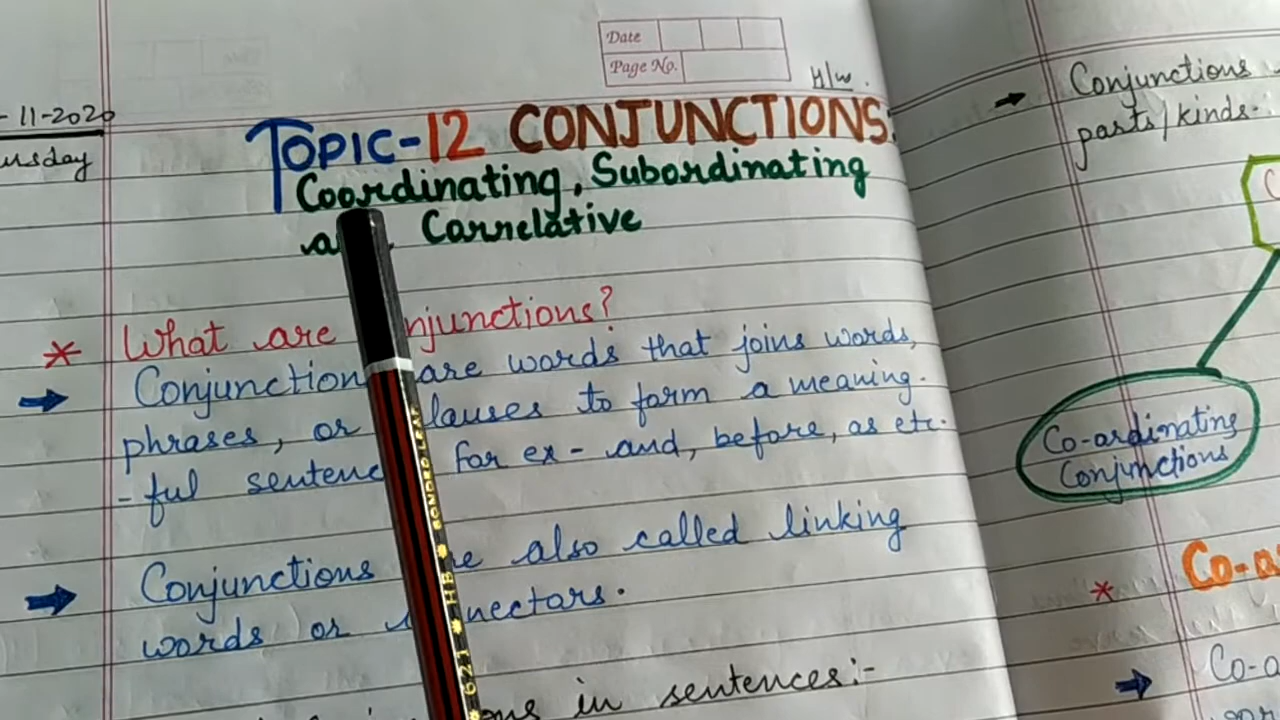 Date
Page No.
H/w.
- 11-2020
TOPIC-12 CONJUNCTIONS:
Coordinating, Subordinating
Correlative
* What are njunctions?
Conjunction are words that joins words,
phrases, or lauses to form a meaning.
-ful sentenc For ex - and, before, as etc.
Conjunctions re also called linking
words or nectors.
in sentences:-
Conjunctions
parts/kinds-
Co-ordinating
Conjunctions
* Co-
HB 621